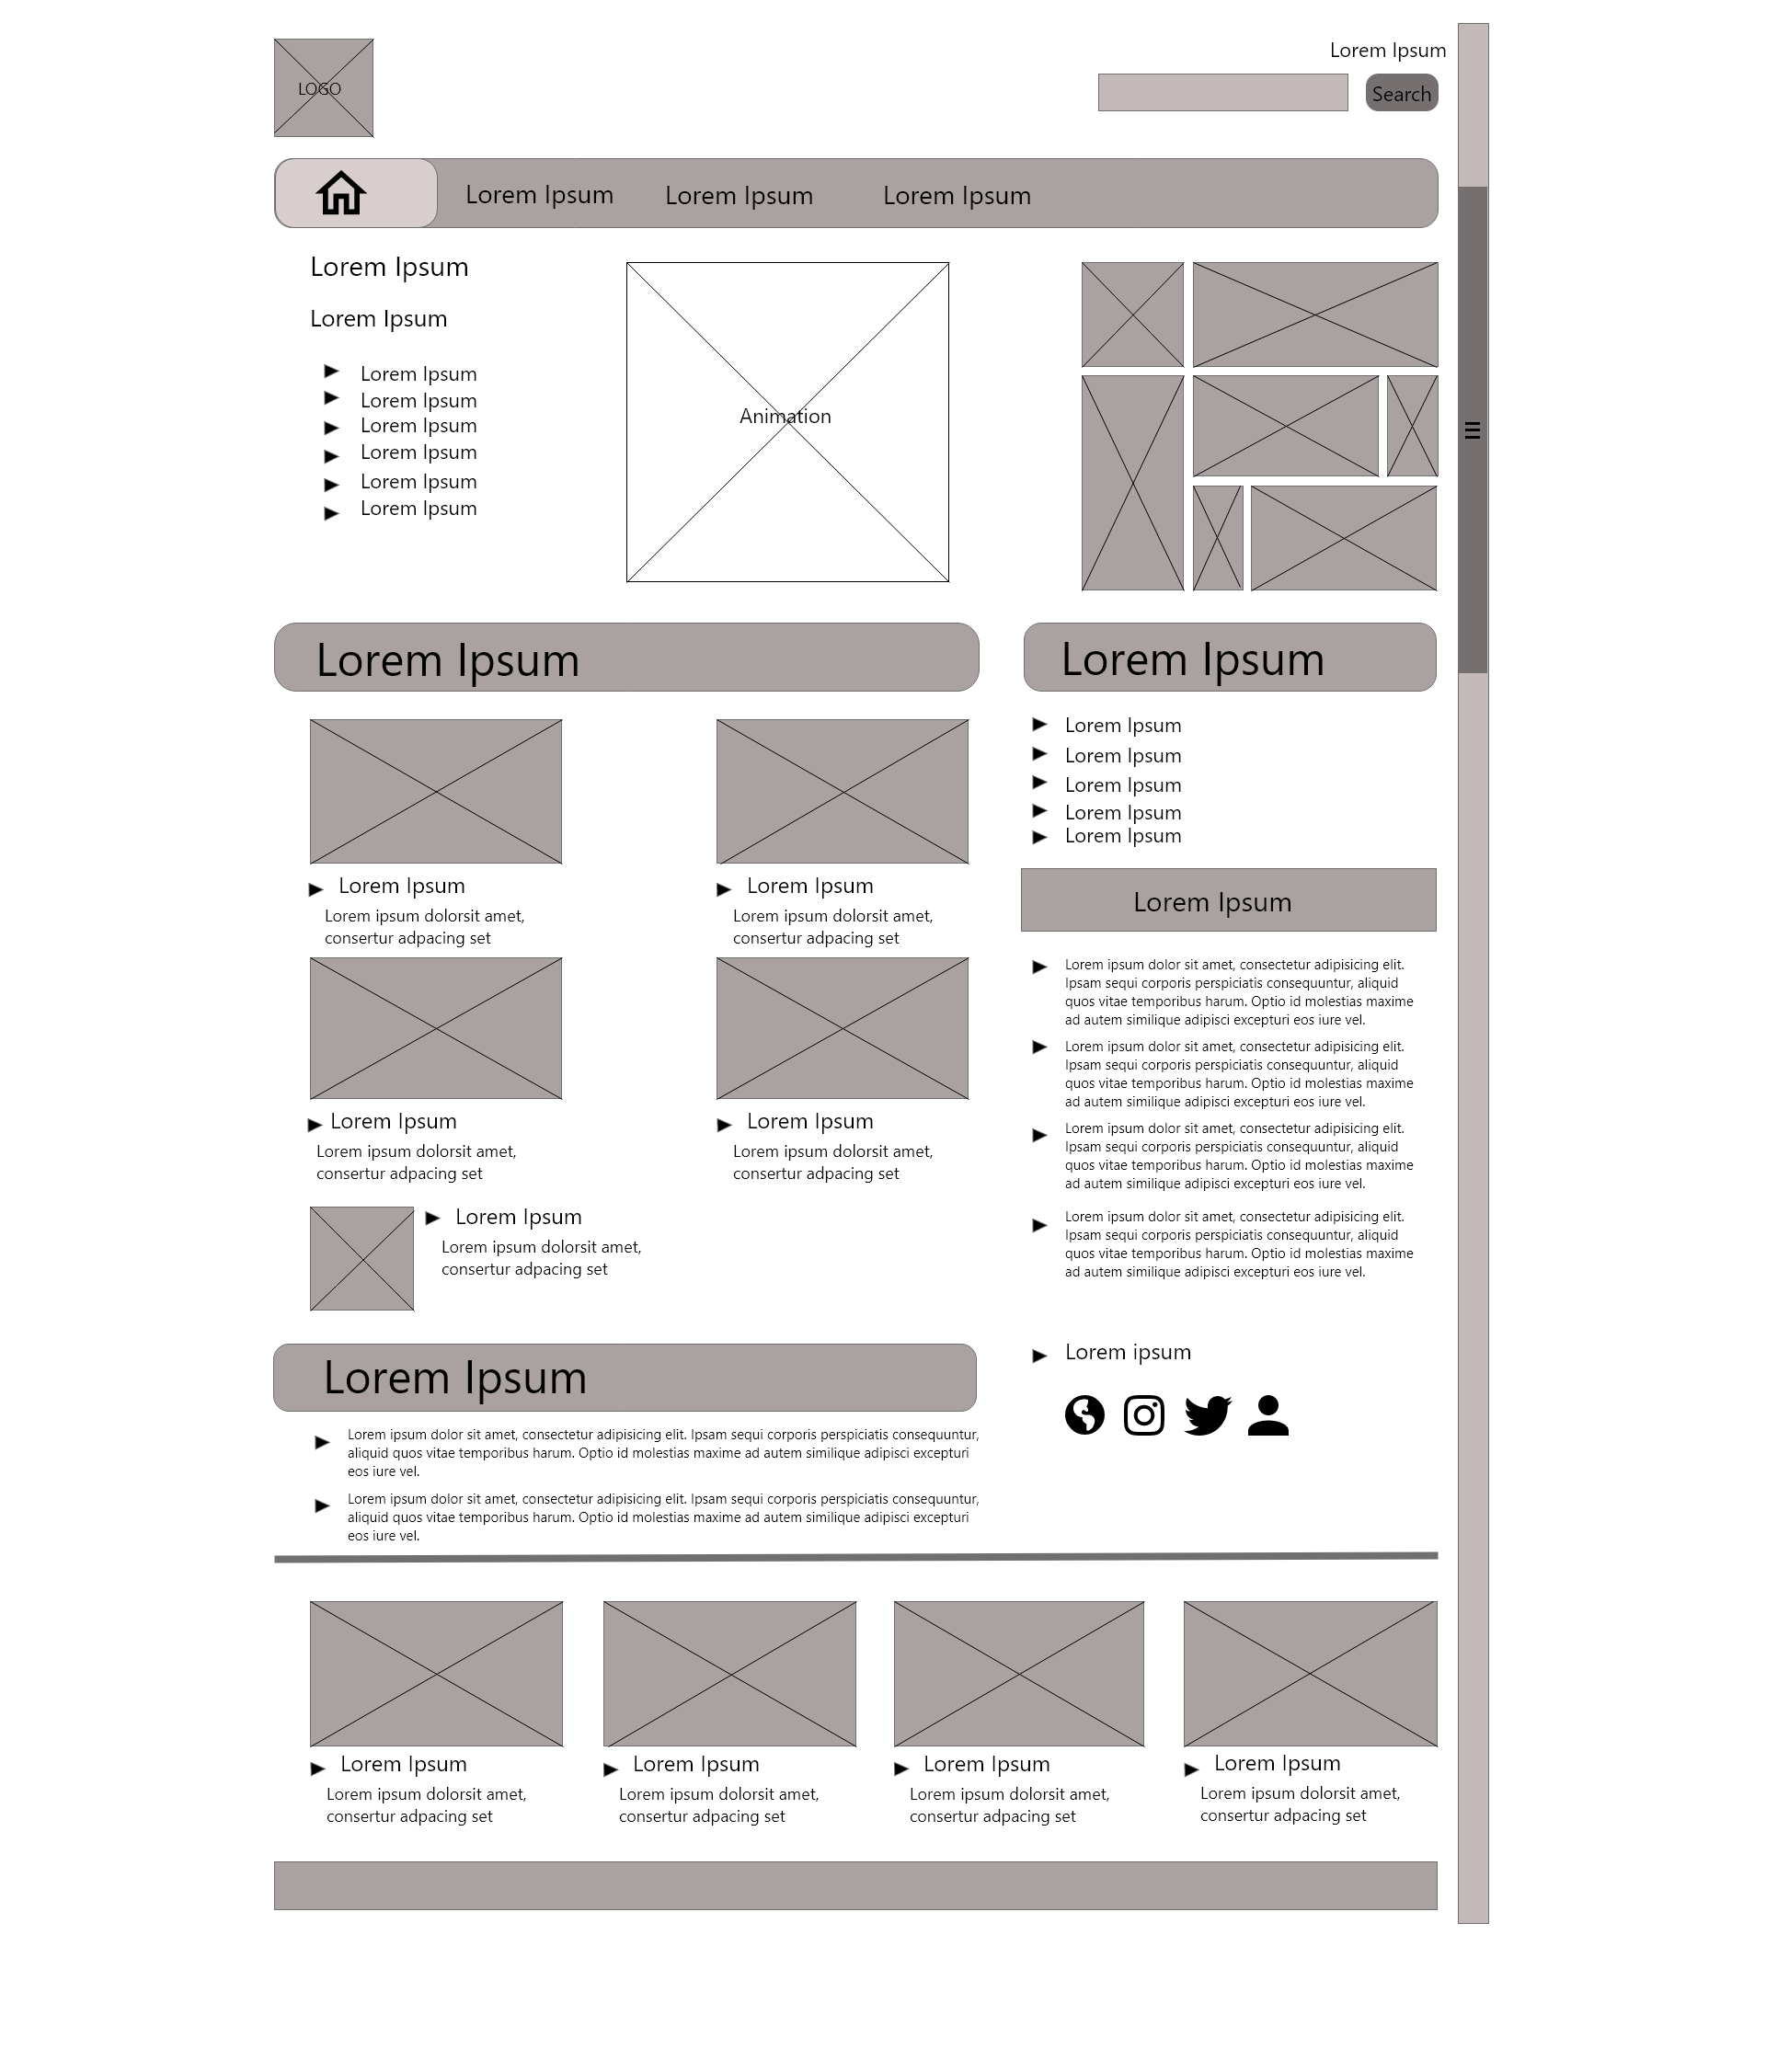 LOGO
Lorem Ipsum
Search
Lorem Ipsum
Lorem Ipsum
Lorem Ipsum
Lorem Ipsum
Lorem Ipsum
Lorem Ipsum
Lorem Ipsum
Lorem Ipsum
Lorem Ipsum
Lorem Ipsum
Lorem Ipsum
Animation
Lorem Ipsum
Lorem Ipsum
Lorem ipsum dolorsit amet,
consertur adpacing set
Lorem Ipsum
Lorem ipsum dolorsit amet,
consertur adpacing set
Lorem Ipsum
Lorem ipsum dolorsit amet,
consertur adpacing set
Lorem Ipsum
Lorem ipsum dolorsit amet,
consertur adpacing set
Lorem Ipsum
Lorem ipsum dolorsit amet,
consertur adpacing set
Lorem Ipsum
Lorem ipsum dolor sit amet, consectetur adipisicing elit. Ipsam sequi corporis perspiciatis consequuntur,
aliquid quos vitae temporibus harum. Optio id molestias maxime ad autem similique adipisci excepturi
eos iure vel.
Lorem ipsum dolor sit amet, consectetur adipisicing elit. Ipsam sequi corporis perspiciatis consequuntur,
aliquid quos vitae temporibus harum. Optio id molestias maxime ad autem similique adipisci excepturi
eos iure vel.
Lorem Ipsum
Lorem Ipsum
Lorem Ipsum
Lorem Ipsum
Lorem Ipsum
Lorem Ipsum
Lorem Ipsum
Lorem ipsum dolor sit amet, consectetur adipisicing elit.
Ipsam sequi corporis perspiciatis consequuntur, aliquid
quos vitae temporibus harum. Optio id molestias maxime
ad autem similique adipisci excepturi eos iure vel.
Lorem ipsum dolor sit amet, consectetur adipisicing elit.
Ipsam sequi corporis perspiciatis consequuntur, aliquid
quos vitae temporibus harum. Optio id molestias maxime
ad autem similique adipisci excepturi eos iure vel.
Lorem ipsum dolor sit amet, consectetur adipisicing elit.
Ipsam sequi corporis perspiciatis consequuntur, aliquid
quos vitae temporibus harum. Optio id molestias maxime
ad autem similique adipisci excepturi eos iure vel.
Lorem ipsum dolor sit amet, consectetur adipisicing elit.
Ipsam sequi corporis perspiciatis consequuntur, aliquid
quos vitae temporibus harum. Optio id molestias maxime
ad autem similique adipisci excepturi eos iure vel.
Lorem ipsum
Lorem Ipsum
Lorem ipsum dolorsit amet,
consertur adpacing set
Lorem Ipsum
Lorem ipsum dolorsit amet,
consertur adpacing set
Lorem Ipsum
Lorem ipsum dolorsit amet,
consertur adpacing set
Lorem Ipsum
Lorem ipsum dolorsit amet,
consertur adpacing set